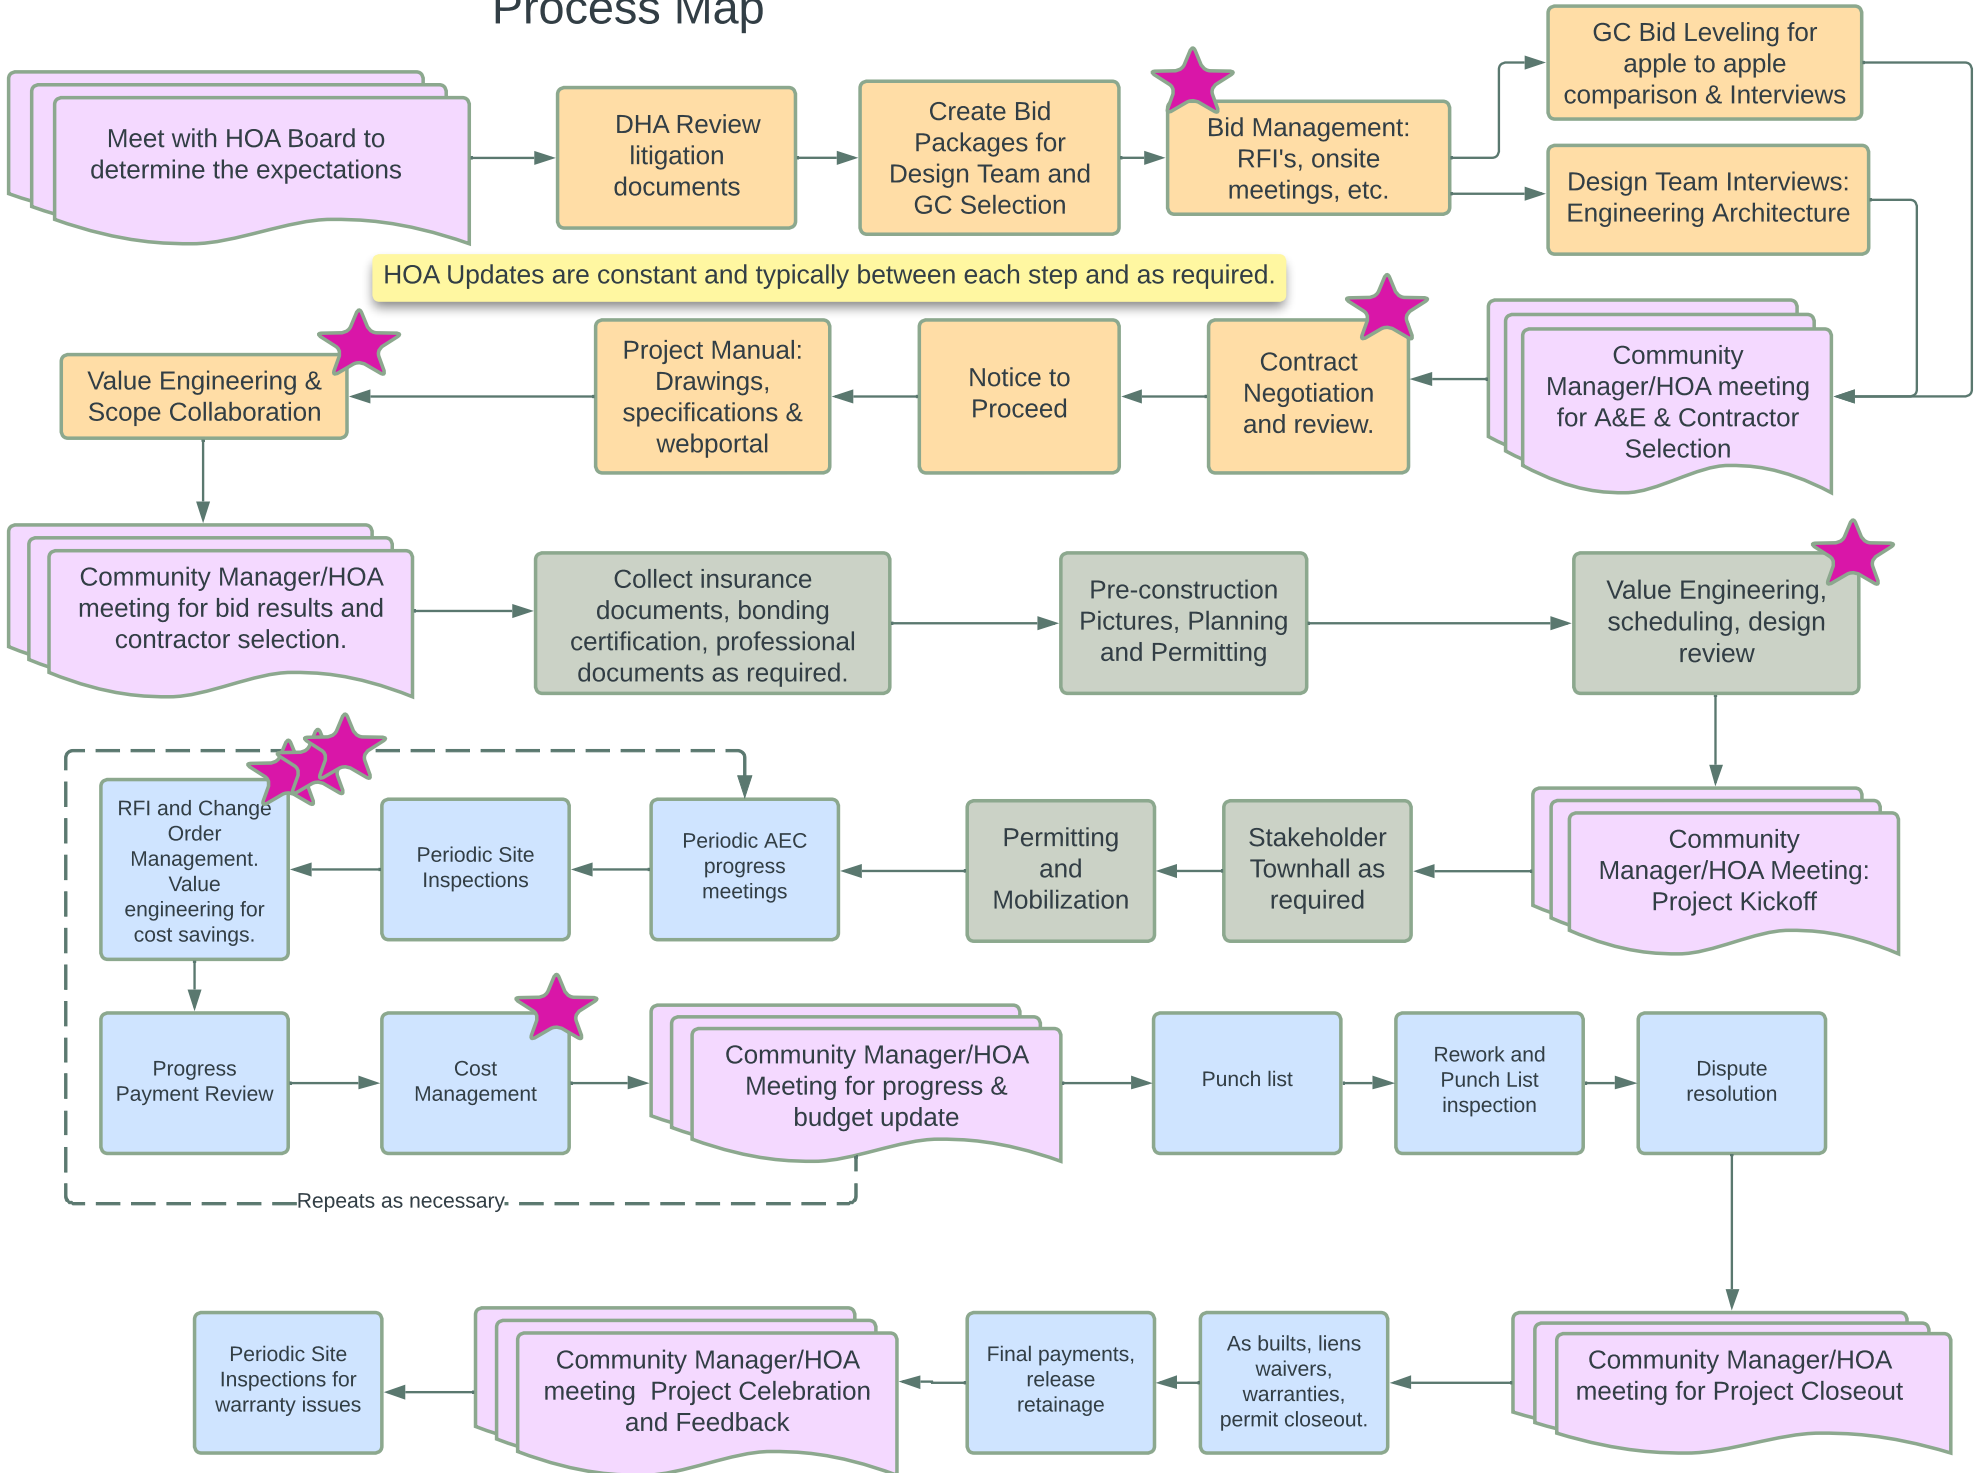 Process Map
Meet with HOA Board to
determine the expectations
DHA Review
litigation
documents
Create Bid
Packages for
Design Team and
GC Selection
Bid Management:
RFI's, onsite
meetings, etc.
GC Bid Leveling for
apple to apple
comparison & Interviews
Design Team Interviews:
Engineering Architecture
HOA Updates are constant and typically between each step and as required.
Community
Manager/HOA meeting
for A&E & Contractor
Selection
Contract
Negotiation
and review.
Notice to
Proceed
Project Manual:
Drawings,
specifications &
webportal
Value Engineering &
Scope Collaboration
Community Manager/HOA
meeting for bid results and
contractor selection.
Collect insurance
documents, bonding
certification, professional
documents as required.
Pre-construction
Pictures, Planning
and Permitting
Value Engineering,
scheduling, design
review
Community
Manager/HOA Meeting:
Project Kickoff
Stakeholder
Townhall as
required
Permitting
and
Mobilization
Periodic AEC
progress
meetings
Periodic Site
Inspections
RFI and Change
Order
Management.
Value
engineering for
cost savings.
Progress
Payment Review
Cost
Management
Community Manager/HOA
Meeting for progress &
budget update
Punch list
Rework and
Punch List
inspection
Dispute
resolution
Repeats as necessary
Community Manager/HOA
meeting for Project Closeout
As builts, liens
waivers,
warranties,
permit closeout.
Final payments,
release
retainage
Community Manager/HOA
meeting  Project Celebration
and Feedback
Periodic Site
Inspections for
warranty issues